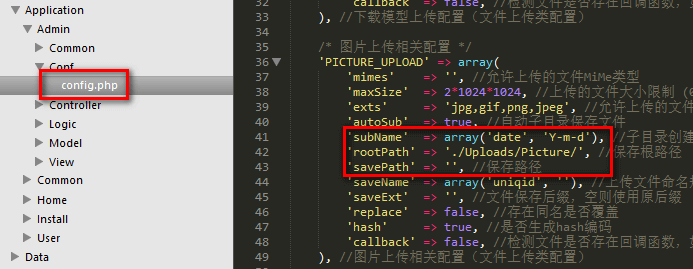 Application
Admin
Common
Conf
config.php
Controller
Logic
Model
View
Common
Home
Install
User
Data
32 'callback' => false, //检测文件是否存在回调函数，
33 ), //下载模型上传配置（文件上传类配置）
34
35 /* 图片上传相关配置 */
36 'PICTURE_UPLOAD' => array(
37 'mimes' => '', //允许上传的文件MiMe类型
38 'maxSize' => 2*1024*1024, //上传的文件大小限制 (0
39 'exts' => 'jpg,gif,png,jpeg', //允许上传的文件
40 'autoSub' => true, //自动子目录保存文件
41 'subName' => array('date', 'Y-m-d'), //子目录创建
42 'rootPath' => './Uploads/Picture/', //保存根路径
43 'savePath' => '', //保存路径
44 'saveName' => array('uniqid', ''), //上传文件命名
45 'saveExt' => '', //文件保存后缀，空则使用原后缀
46 'replace' => false, //存在同名是否覆盖
47 'hash' => true, //是否生成hash编码
48 'callback' => false, //检测文件是否存在回调函数，
49 ), //图片上传相关配置（文件上传类配置）